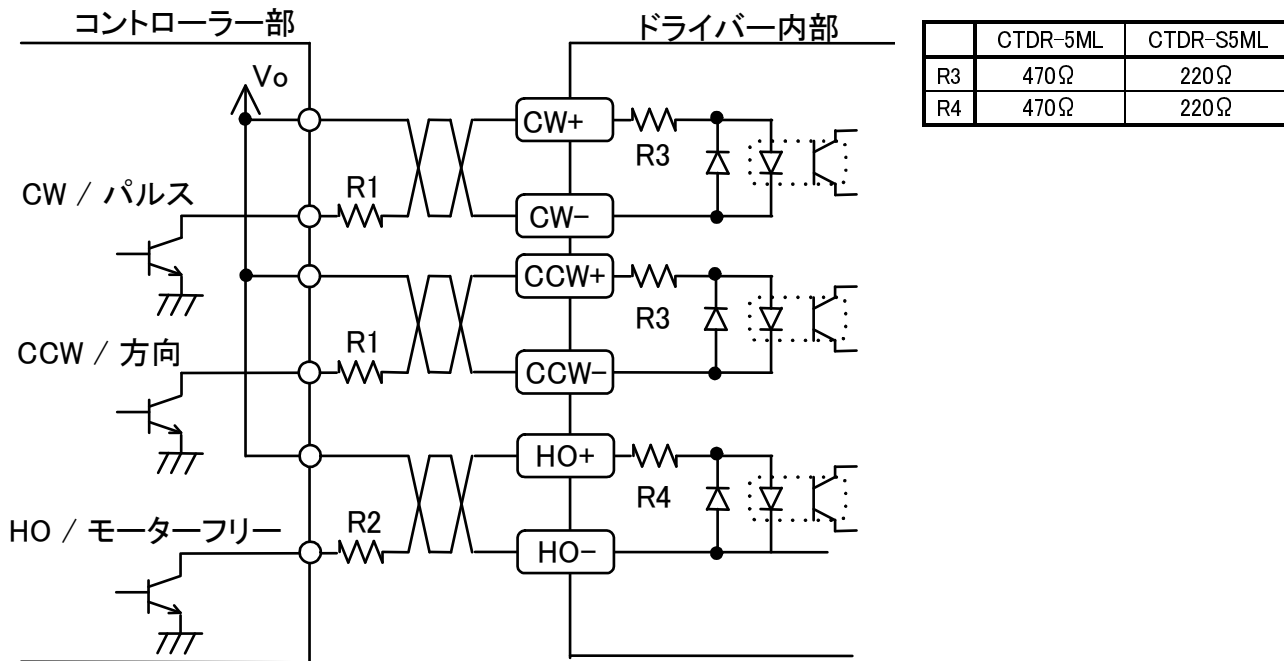 コントローラー部
ドライバー内部
CTDR-5ML CTDR-S5ML
R3 470Ω 220Ω
R4 470Ω 220Ω
Vo
CW+
R3
CW / パルス
R1
CW-
CCW+
R3
CCW / 方向
R1
CCW-
HO+
R4
HO / モーターフリー
R2
HO-